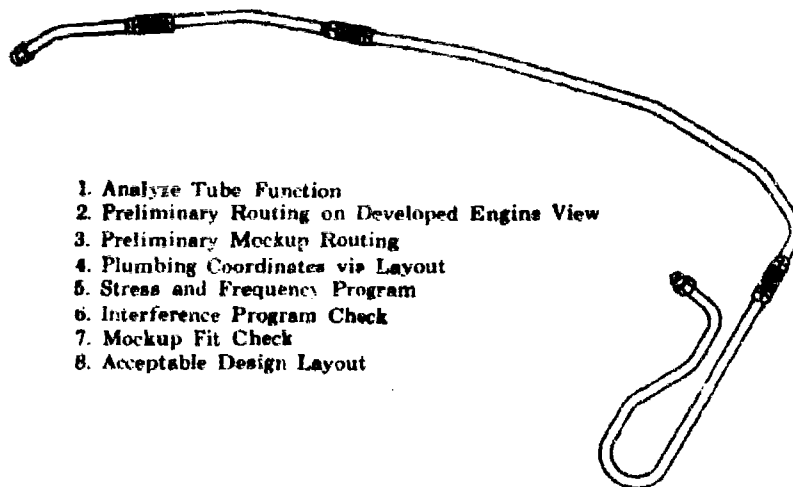 1. Analyze Tube Function
2. Preliminary Routing on Developed Engine View
3. Preliminary Mockup Routing
4. Plumbing Coordinates via Layout
5. Stress and Frequency Program
6. Interference Program Check
7. Mockup Fit Check
8. Acceptable Design Layout